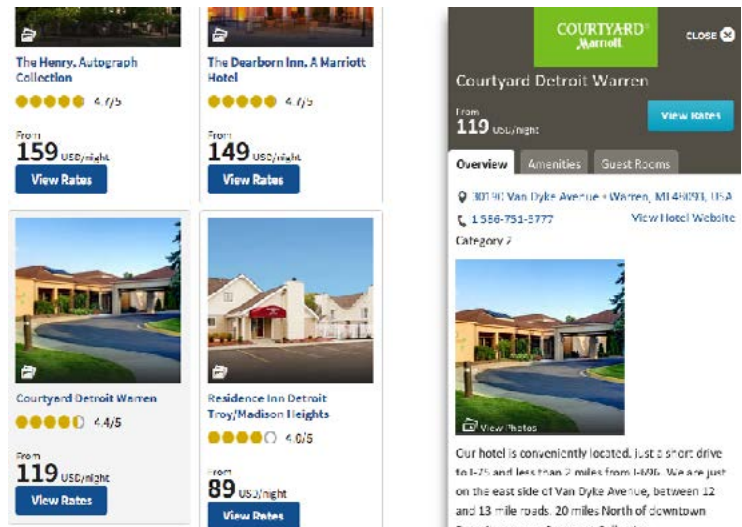 The Henry, Autograph
Collection
4.7/5
From
159 USD/night
View Rates
The Dearborn Inn, A Marriott
Hotel
4.7/5
From
149 USD/night
View Rates
Courtyard Detroit Warren
4.4/5
From
119 USD/night
View Rates
Residence Inn Detroit
Troy/Madison Heights
4.0/5
From
89 USD/night
View Rates
COURTYARD®
Marriott
CLOSE
Courtyard Detroit Warren
From
119 USD/night
View Rates
Overview Amenities Guest Rooms
30190 Van Dyke Avenue • Warren, MI 48093, USA
1 586-751-5777 View Hotel Website
Category 2
View Photos
Our hotel is conveniently located, just a short drive
to I-75 and less than 2 miles from I-696. We are just
on the east side of Van Dyke Avenue, between 12
and 13 mile roads, 20 miles North of downtown